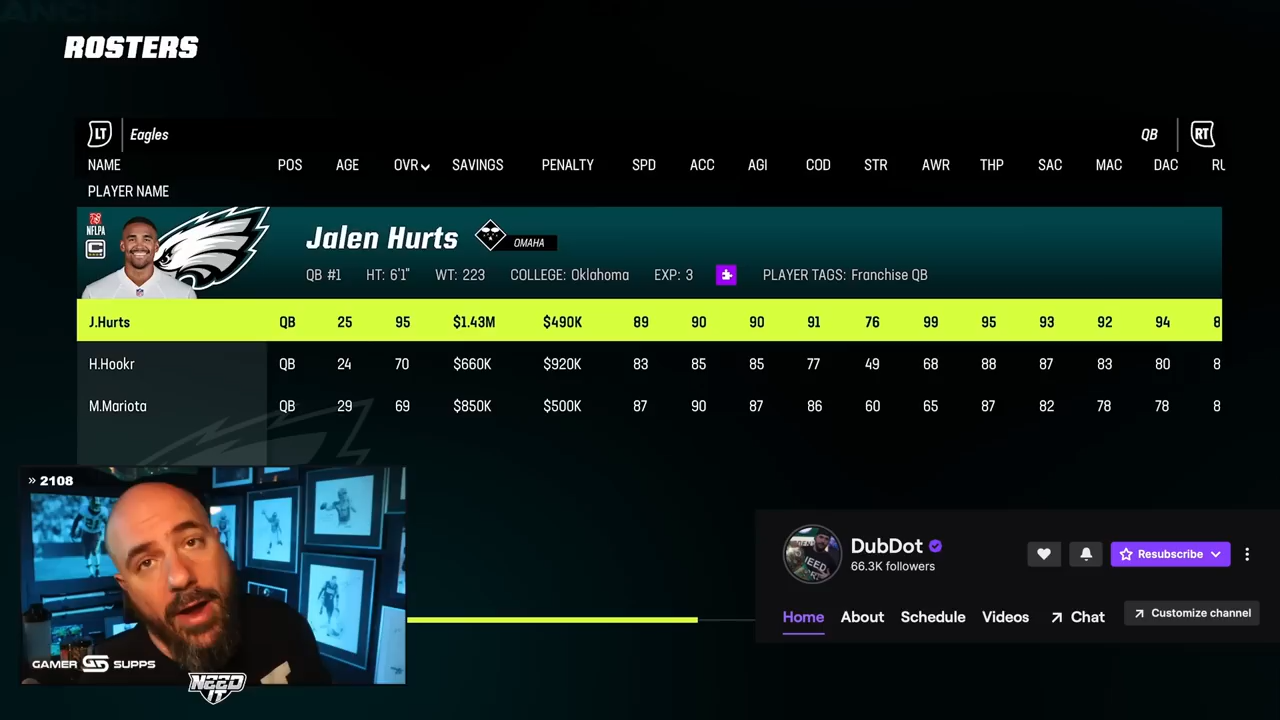 ROSTERS
LT Eagles QB RT
NAME POS AGE OVR SAVINGS PENALTY SPD ACC AGI COD STR AWR THP SAC MAC DAC RU
PLAYER NAME
NFLPA
C
Jalen Hurts OMAHA
QB #1 HT: 6'1" WT: 223 COLLEGE: Oklahoma EXP: 3 PLAYER TAGS: Franchise QB
J.Hurts QB 25 95 $1.43M $490K 89 90 90 91 76 99 95 93 92 94 8
H.Hookr QB 24 70 $660K $920K 83 85 85 77 49 68 88 87 83 80 8
M.Mariota QB 29 69 $850K $500K 87 90 87 86 60 65 87 82 78 78 8
» 2108
GAMER GS SUPPS
NEED IT
DubDot
66.3K followers
Resubscribe
Home About Schedule Videos Chat Customize channel